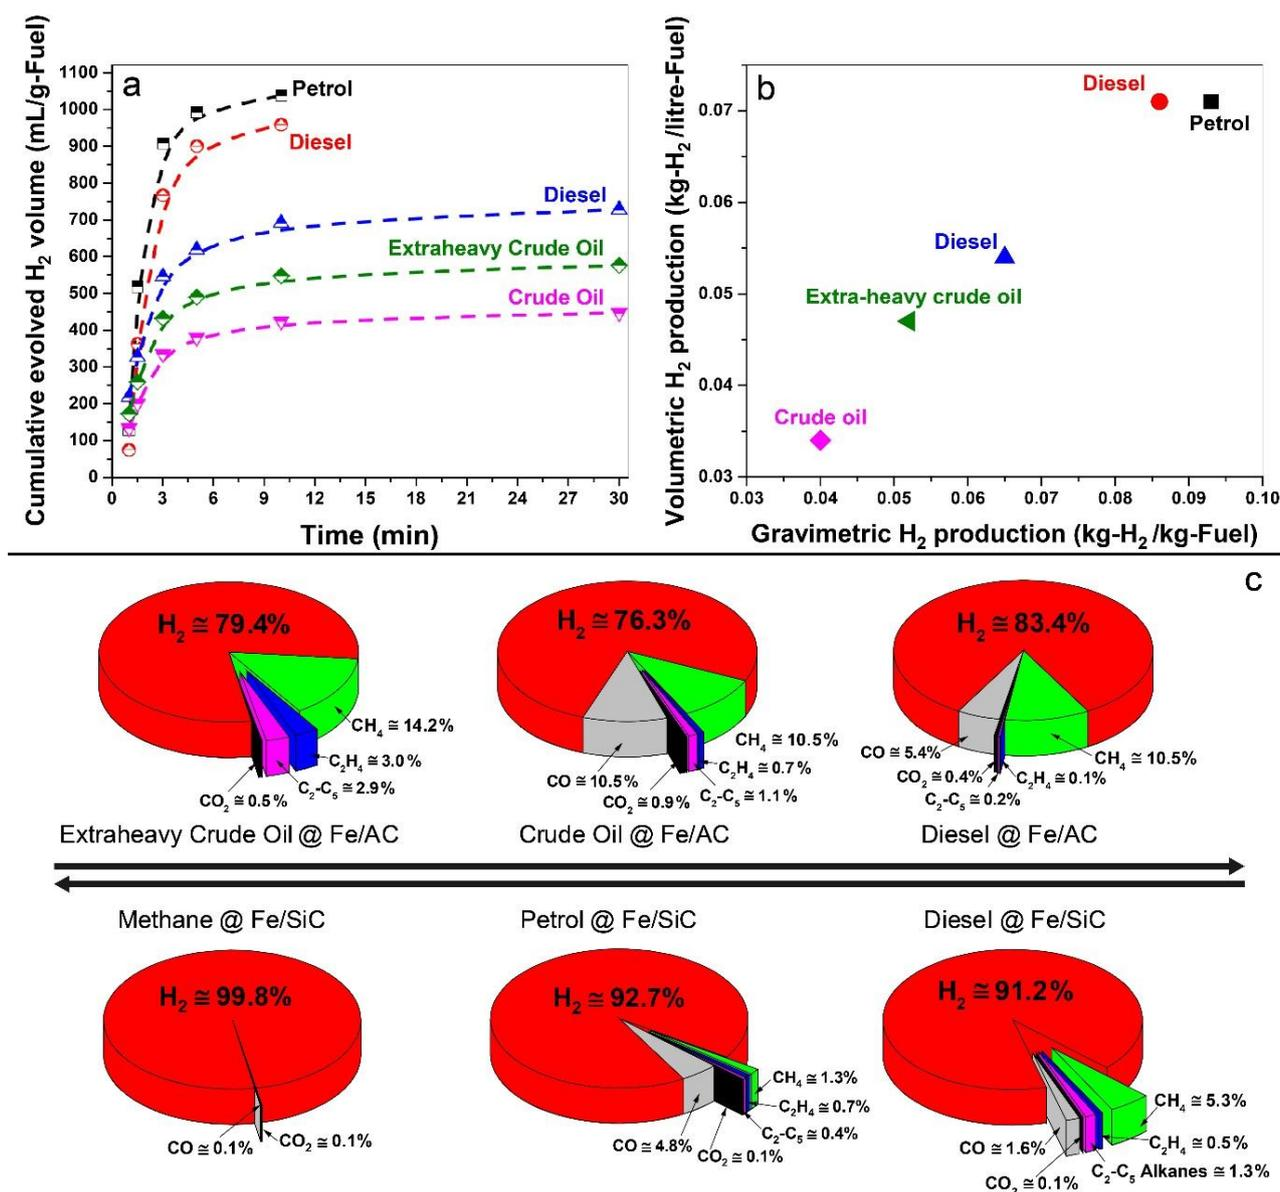 a
Cumulative evolved H₂ volume (mL/g-Fuel)
1100
1000
900
800
700
600
500
400
300
200
100
0
0 3 6 9 12 15 18 21 24 27 30
Time (min)
Petrol
Diesel
Diesel
Extraheavy Crude Oil
Crude Oil
b
Volumetric H₂ production (kg-H₂/litre-Fuel)
0.07
0.06
0.05
0.04
0.03
0.03 0.04 0.05 0.06 0.07 0.08 0.09 0.10
Gravimetric H₂ production (kg-H₂/kg-Fuel)
Diesel
Petrol
Diesel
Extra-heavy crude oil
Crude oil
c
H₂ ≅ 79.4%
CH₄ ≅ 14.2%
C₂H₄ ≅ 3.0%
C₂-C₅ ≅ 2.9%
CO₂ ≅ 0.5%
Extraheavy Crude Oil @ Fe/AC
H₂ ≅ 76.3%
CH₄ ≅ 10.5%
C₂H₄ ≅ 0.7%
C₂-C₅ ≅ 1.1%
CO₂ ≅ 0.9%
CO ≅ 10.5%
Crude Oil @ Fe/AC
H₂ ≅ 83.4%
CO ≅ 5.4%
CH₄ ≅ 10.5%
CO₂ ≅ 0.4%
C₂H₄ ≅ 0.1%
C₂-C₅ ≅ 0.2%
Diesel @ Fe/AC
Methane @ Fe/SiC
H₂ ≅ 99.8%
CO ≅ 0.1%
CO₂ ≅ 0.1%
Petrol @ Fe/SiC
H₂ ≅ 92.7%
CH₄ ≅ 1.3%
C₂H₄ ≅ 0.7%
C₂-C₅ ≅ 0.4%
CO ≅ 4.8%
CO₂ ≅ 0.1%
Diesel @ Fe/SiC
H₂ ≅ 91.2%
CH₄ ≅ 5.3%
C₂H₄ ≅ 0.5%
CO ≅ 1.6%
C₂-C₅ Alkanes ≅ 1.3%
CO₂ ≅ 0.1%